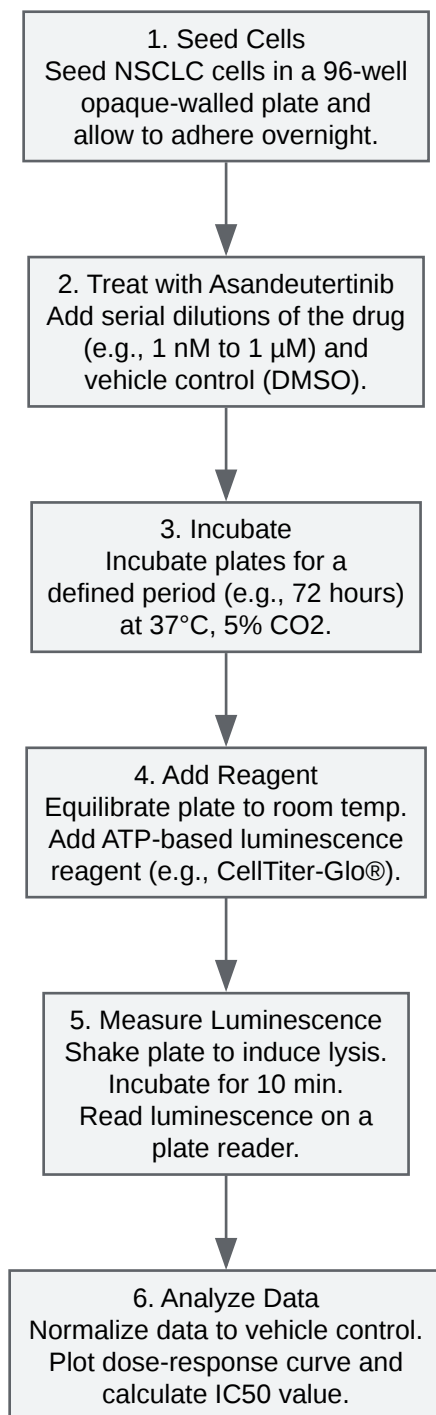 1. Seed Cells
Seed NSCLC cells in a 96-well
opaque-walled plate and
allow to adhere overnight.
2. Treat with Asandeutertinib
Add serial dilutions of the drug
(e.g., 1 nM to 1 µM) and
vehicle control (DMSO).
3. Incubate
Incubate plates for a
defined period (e.g., 72 hours)
at 37°C, 5% CO2.
4. Add Reagent
Equilibrate plate to room temp.
Add ATP-based luminescence
reagent (e.g., CellTiter-Glo®).
5. Measure Luminescence
Shake plate to induce lysis.
Incubate for 10 min.
Read luminescence on a
plate reader.
6. Analyze Data
Normalize data to vehicle control.
Plot dose-response curve and
calculate IC50 value.